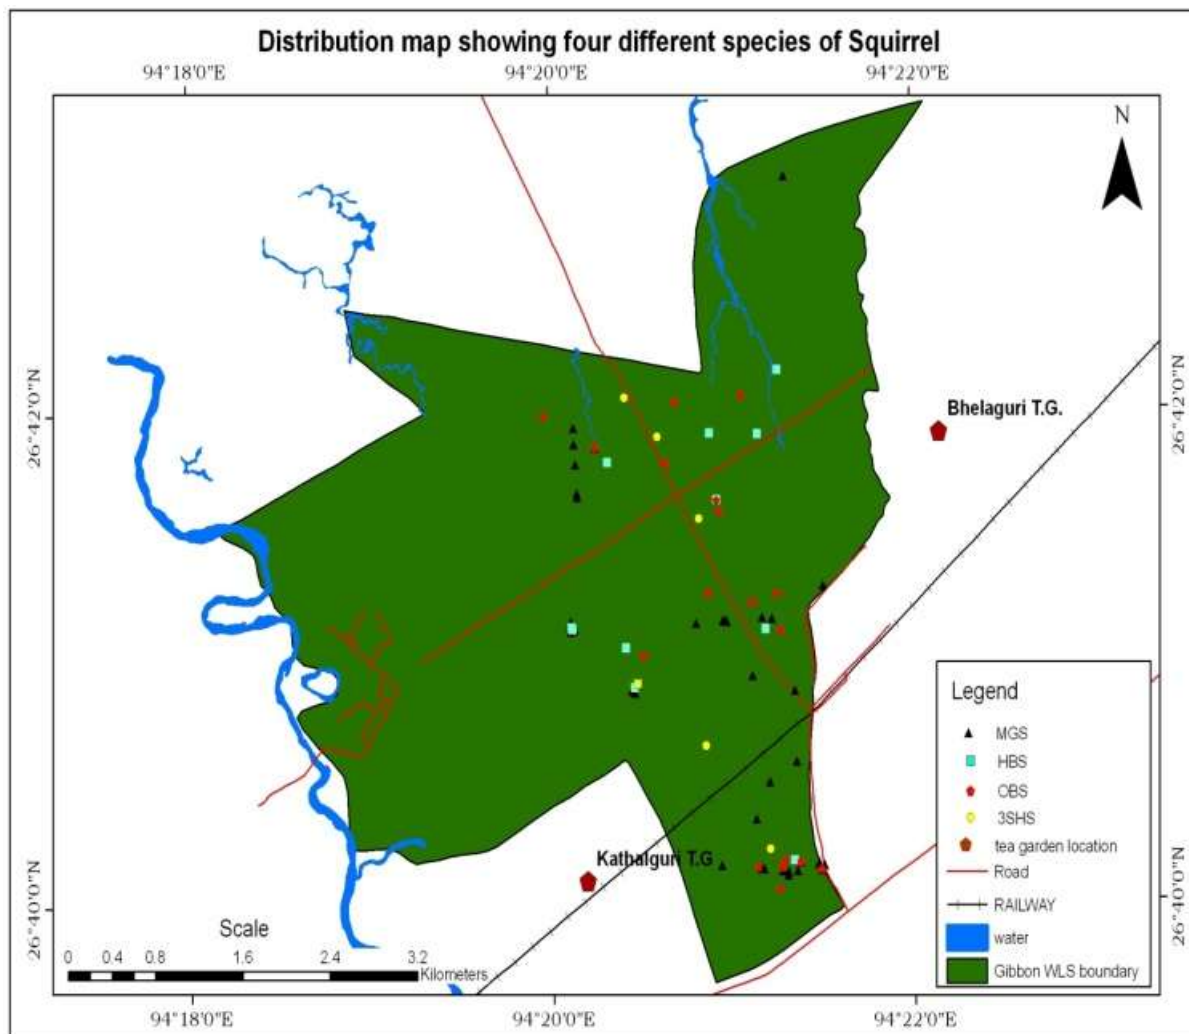 Distribution map showing four different species of Squirrel
94°18'0"E 94°20'0"E 94°22'0"E
N
26°42'0"N 26°42'0"N
Bhelaguri T.G.
Kathalguri T.G
26°40'0"N 26°40'0"N
Scale
0 0.4 0.8 1.6 2.4 3.2
Kilometers
Legend
MGS
HBS
OBS
3SHS
tea garden location
Road
RAILWAY
water
Gibbon WLS boundary
94°18'0"E 94°20'0"E 94°22'0"E